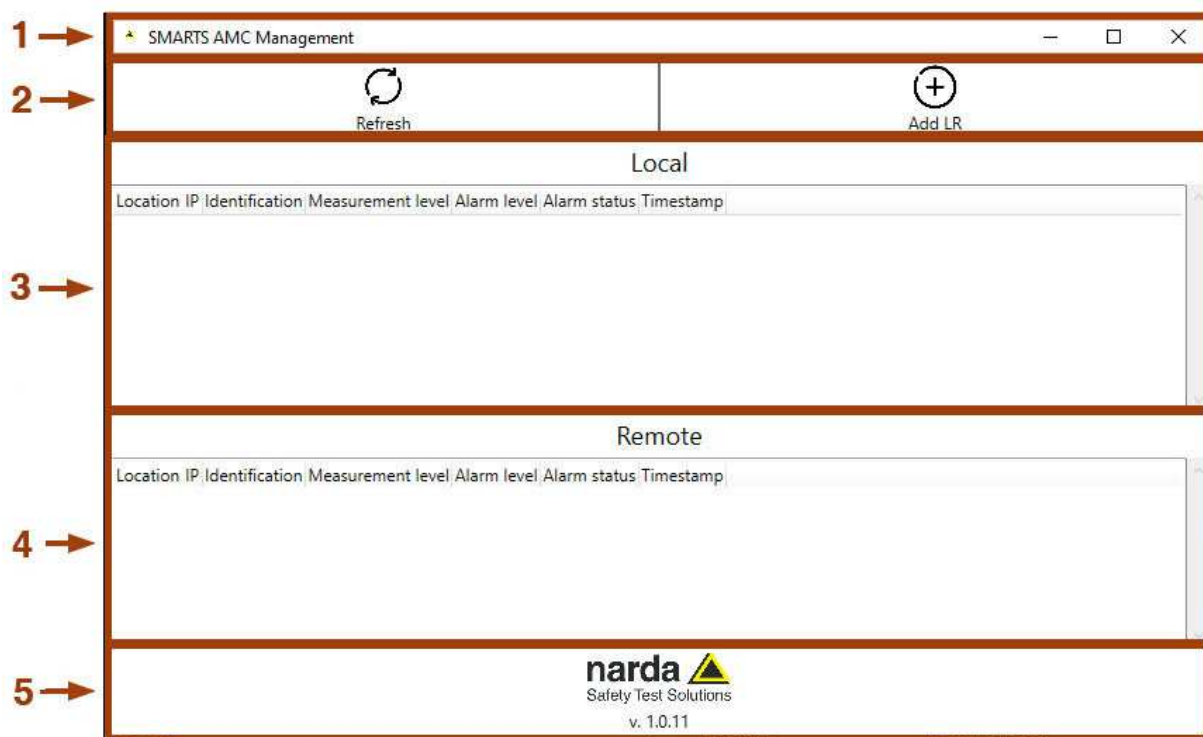 1
SMARTS AMC Management
2
Refresh
Add LR
Local
Location IP Identification Measurement level Alarm level Alarm status Timestamp
3
Remote
Location IP Identification Measurement level Alarm level Alarm status Timestamp
4
narda
5
Safety Test Solutions
v. 1.0.11